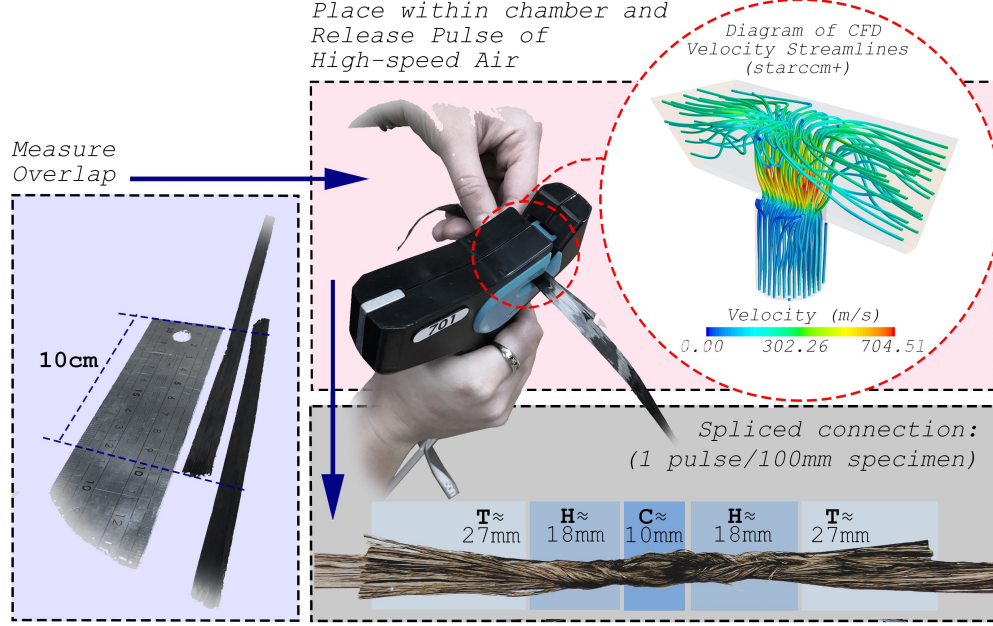 Place within chamber and
Release Pulse of
High-speed Air
Diagram of CFD
Velocity Streamlines
(starccm+)
Measure
Overlap
10cm
701
Velocity (m/s)
0.00 302.26 704.51
Spliced connection:
(1 pulse/100mm specimen)
T≈ H≈ C≈ H≈ T≈
27mm 18mm 10mm 18mm 27mm